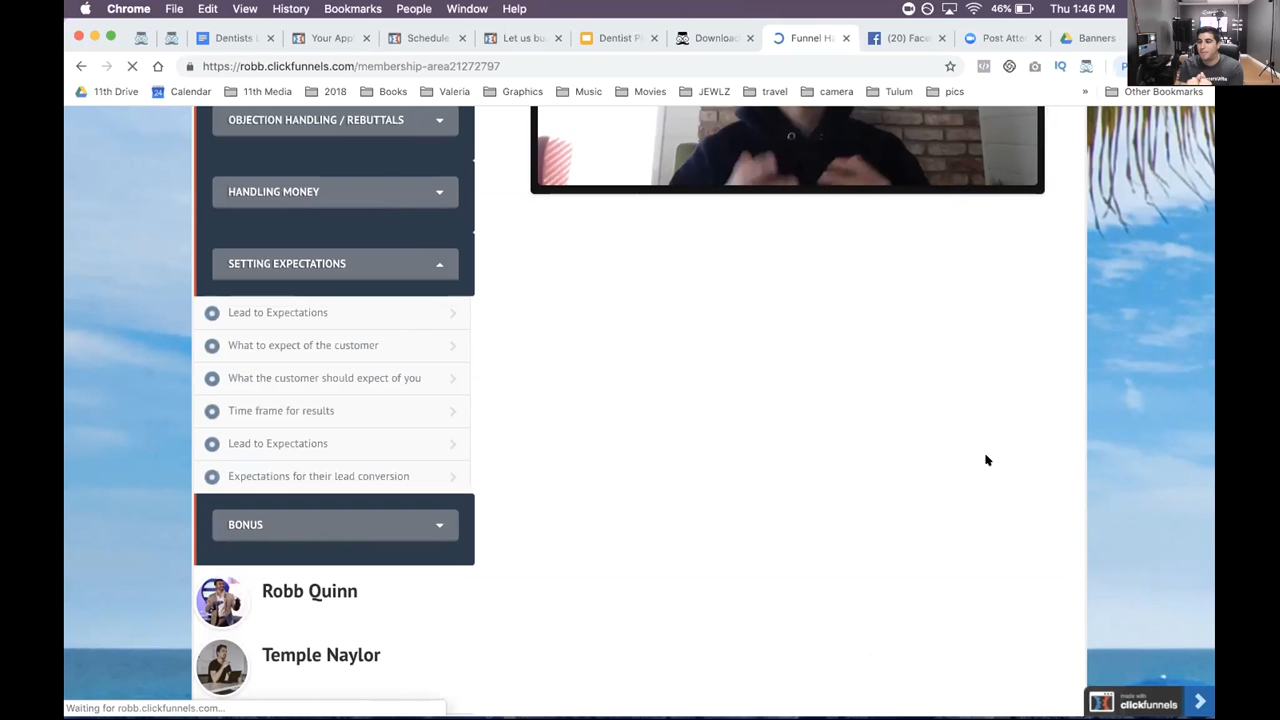 Chrome File Edit View History Bookmarks People Window Help 46% Thu 1:46 PM
Dentists L Your App Schedule et us bu Dentist P Downloa Funnel Ha (20) Face Post Atte Banners
https://robb.clickfunnels.com/membership-area21272797
11th Drive Calendar 11th Media 2018 Books Valeria Graphics Music Movies JEWLZ travel camera Tulum pics » Other Bookmarks
OBJECTION HANDLING / REBUTTALS
HANDLING MONEY
SETTING EXPECTATIONS
Lead to Expectations
What to expect of the customer
What the customer should expect of you
Time frame for results
Lead to Expectations
Expectations for their lead conversion
BONUS
Robb Quinn
Temple Naylor
made with
clickfunnels
Waiting for robb.clickfunnels.com...